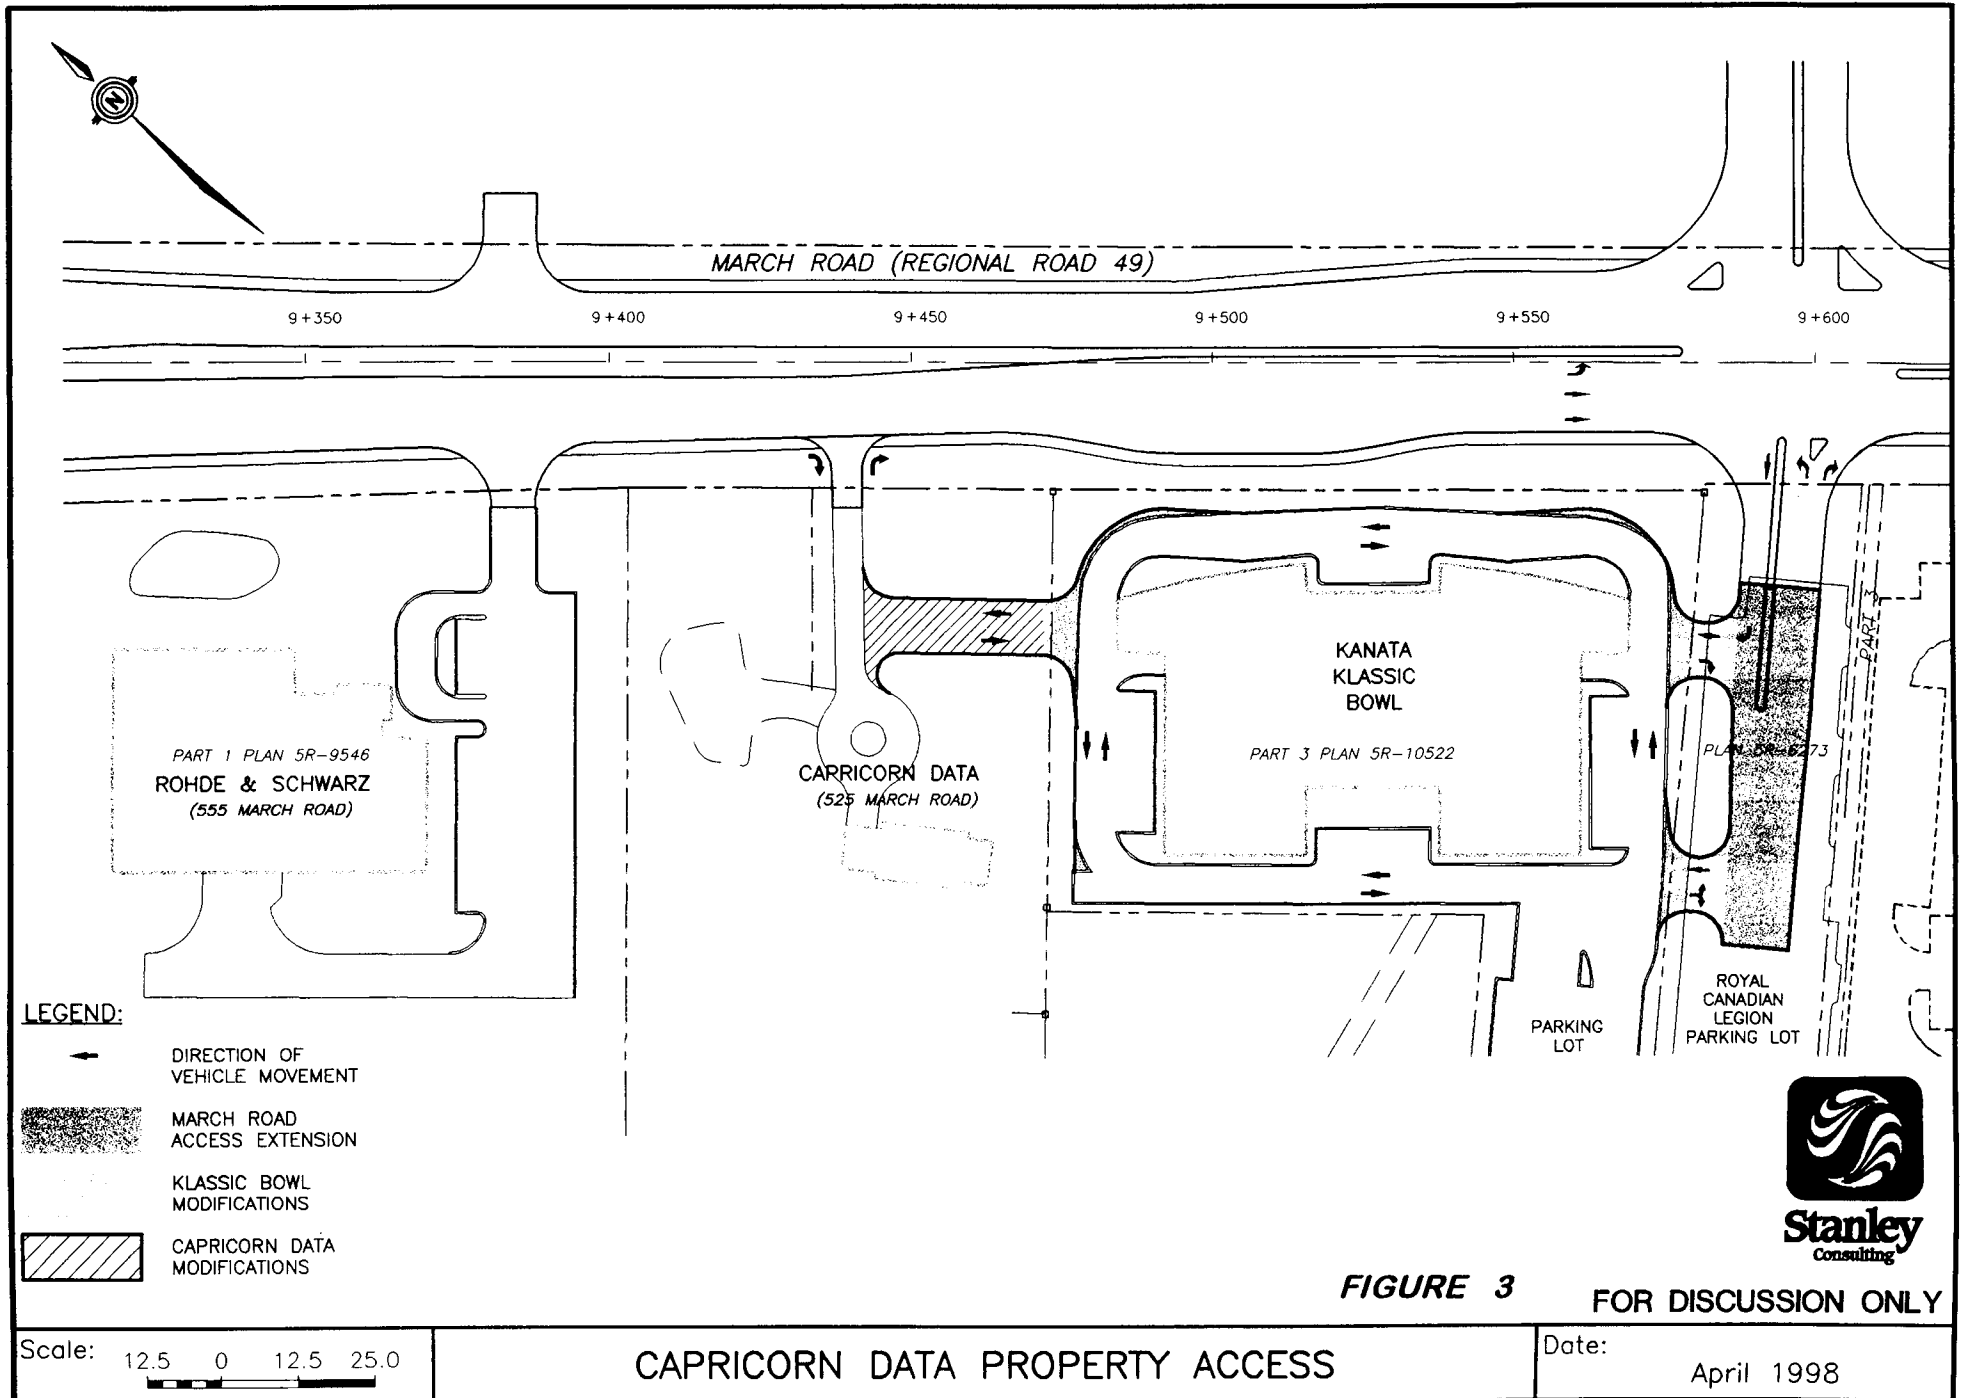 N
MARCH ROAD (REGIONAL ROAD 49)
9+350
9+400
9+450
9+500
9+550
9+600
KANATA
KLASSIC
BOWL
PART 3 PLAN 5R-10522
PART 1 PLAN 5R-9546
ROHDE & SCHWARZ
(555 MARCH ROAD)
CAPRICORN DATA
(525 MARCH ROAD)
PART 3
PLAN 5R-6273
PARKING
LOT
ROYAL
CANADIAN
LEGION
PARKING LOT
LEGEND:
DIRECTION OF
VEHICLE MOVEMENT
MARCH ROAD
ACCESS EXTENSION
KLASSIC BOWL
MODIFICATIONS
CAPRICORN DATA
MODIFICATIONS
Stanley
Consulting
FIGURE 3
FOR DISCUSSION ONLY
Scale:
12.5 0 12.5 25.0
CAPRICORN DATA PROPERTY ACCESS
Date:
April 1998